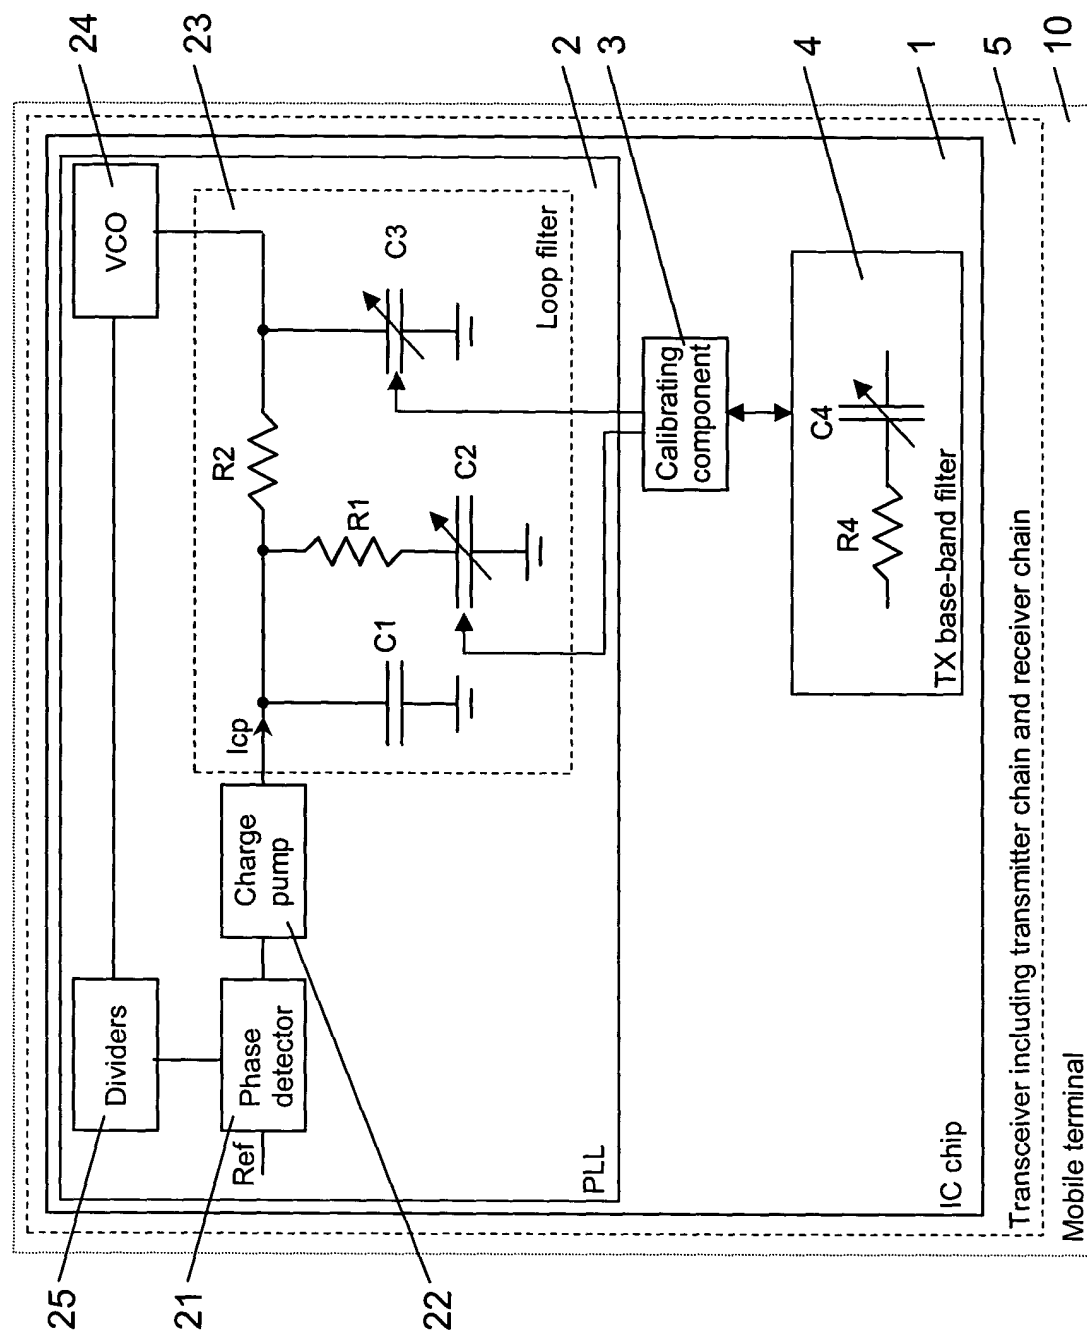 24
23
2
3
4
1
5
10
VCO
Dividers
Phase
detector
Ref
Charge
pump
Icp
C1
R1
C2
R2
C3
Loop filter
PLL
Calibrating
component
C4
R4
TX base-band filter
IC chip
Transceiver including transmitter chain and receiver chain
Mobile terminal
25
21
22